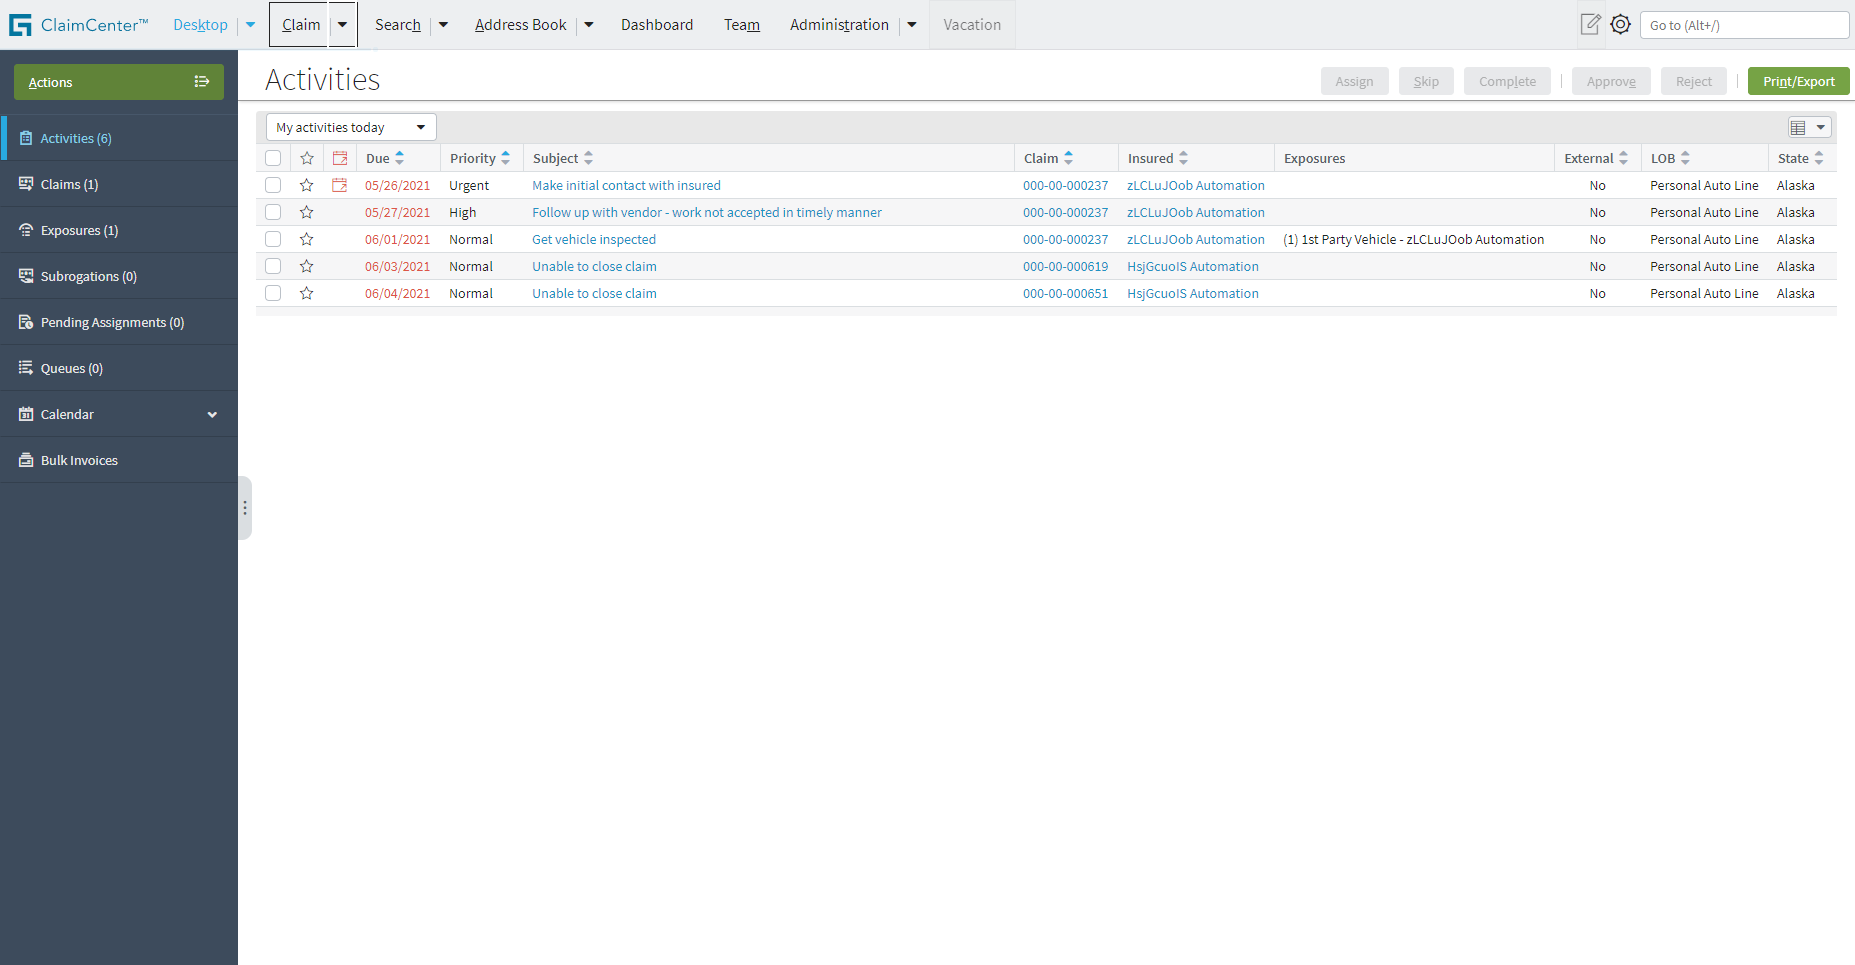 ClaimCenter™ Desktop Claim Search Address Book Dashboard Team Administration Vacation Go to (Alt+/)
Actions
Activities (6)
Claims (1)
Exposures (1)
Subrogations (0)
Pending Assignments (0)
Queues (0)
Calendar
Bulk Invoices
Activities
Assign Skip Complete Approve Reject Print/Export
My activities today
Due Priority Subject Claim Insured Exposures External LOB State
05/26/2021 Urgent Make initial contact with insured 000-00-000237 zLCLuJOob Automation No Personal Auto Line Alaska
05/27/2021 High Follow up with vendor - work not accepted in timely manner 000-00-000237 zLCLuJOob Automation No Personal Auto Line Alaska
06/01/2021 Normal Get vehicle inspected 000-00-000237 zLCLuJOob Automation (1) 1st Party Vehicle - zLCLuJOob Automation No Personal Auto Line Alaska
06/03/2021 Normal Unable to close claim 000-00-000619 HsjGcuoIS Automation No Personal Auto Line Alaska
06/04/2021 Normal Unable to close claim 000-00-000651 HsjGcuoIS Automation No Personal Auto Line Alaska